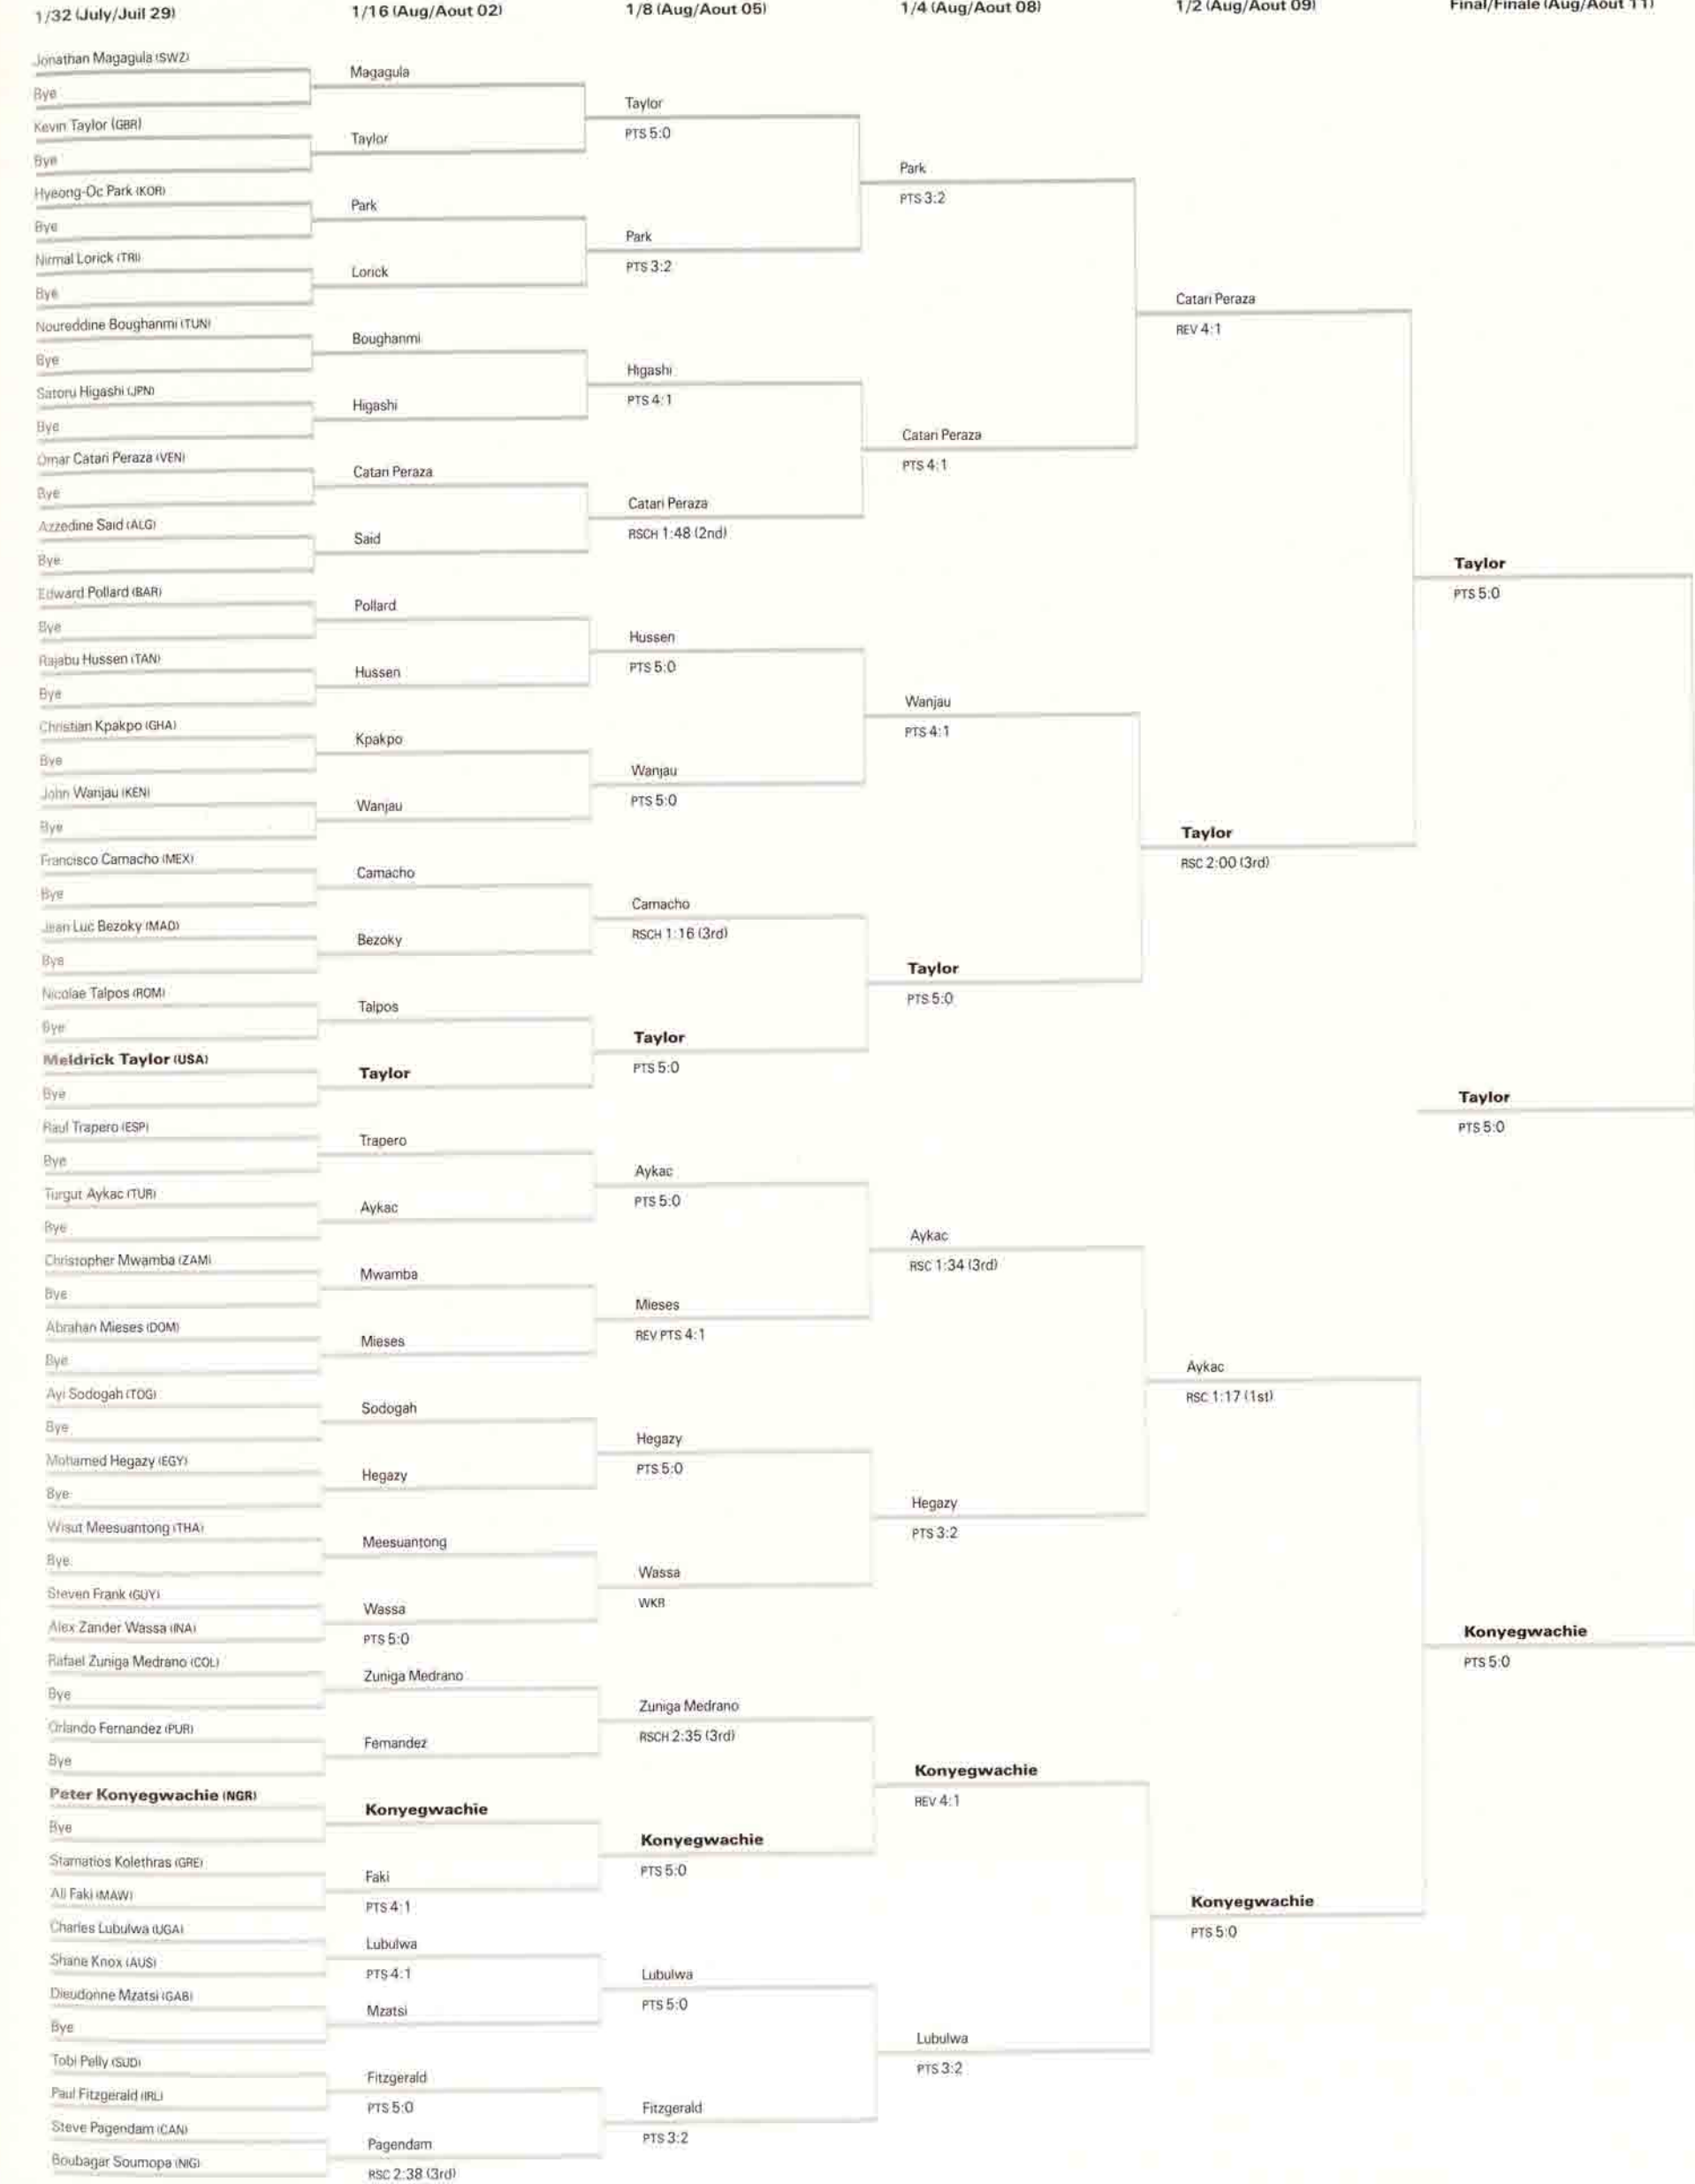 1/32 (July/Juil 29)
1/16 (Aug/Aout 02)
1/8 (Aug/Aout 05)
1/4 (Aug/Aout 08)
1/2 (Aug/Aout 09)
Final/Finale (Aug/Aout 11)
Jonathan Magagula (SWZ)
Bye
Kevin Taylor (GBR)
Bye
Hyeong-Oc Park (KOR)
Bye
Nirmal Lorick (TRI)
Bye
Noureddine Boughanmi (TUN)
Bye
Satoru Higashi (JPN)
Bye
Omar Catari Peraza (VEN)
Bye
Azzedine Said (ALG)
Bye
Edward Pollard (BAR)
Bye
Rajabu Hussen (TAN)
Bye
Christian Kpakpo (GHA)
Bye
John Wanjau (KEN)
Bye
Francisco Camacho (MEX)
Bye
Jean Luc Bezoky (MAD)
Bye
Nicolae Talpos (ROM)
Bye
Meldrick Taylor (USA)
Bye
Raul Trapero (ESP)
Bye
Turgut Aykac (TUR)
Bye
Christopher Mwamba (ZAM)
Bye
Abrahan Mieses (DOM)
Bye
Ayi Sodogah (TOG)
Bye
Mohamed Hegazy (EGY)
Bye
Wisut Meesuantong (THA)
Bye
Steven Frank (GUY)
Alex Zander Wassa (INA)
Rafael Zuniga Medrano (COL)
Bye
Orlando Fernandez (PUR)
Bye
Peter Konyegwachie (NGR)
Bye
Stamatios Kolethras (GRE)
Ali Faki (MAW)
Charles Lubulwa (UGA)
Shane Knox (AUS)
Dieudonne Mzatsi (GAB)
Bye
Tobi Pelly (SUD)
Paul Fitzgerald (IRL)
Steve Pagendam (CAN)
Boubagar Soumopa (NIG)
Magagula
Taylor
Park
Lorick
Boughanmi
Higashi
Catari Peraza
Said
Pollard
Hussen
Kpakpo
Wanjau
Camacho
Bezoky
Talpos
Taylor
Trapero
Aykac
Mwamba
Mieses
Sodogah
Hegazy
Meesuantong
Wassa
PTS 5:0
Zuniga Medrano
Fernandez
Konyegwachie
Faki
PTS 4:1
Lubulwa
PTS 4:1
Mzatsi
Fitzgerald
PTS 5:0
Pagendam
RSC 2:38 (3rd)
Taylor
PTS 5:0
Park
PTS 3:2
Higashi
PTS 4:1
Catari Peraza
RSCH 1:48 (2nd)
Hussen
PTS 5:0
Wanjau
PTS 5:0
Camacho
RSCH 1:16 (3rd)
Taylor
PTS 5:0
Aykac
PTS 5:0
Mieses
REV PTS 4:1
Hegazy
PTS 5:0
Wassa
WKR
Zuniga Medrano
RSCH 2:35 (3rd)
Konyegwachie
PTS 5:0
Lubulwa
PTS 5:0
Fitzgerald
PTS 3:2
Park
PTS 3:2
Catari Peraza
PTS 4:1
Wanjau
PTS 4:1
Taylor
PTS 5:0
Aykac
RSC 1:34 (3rd)
Hegazy
PTS 3:2
Konyegwachie
REV 4:1
Lubulwa
PTS 3:2
Catari Peraza
REV 4:1
Taylor
RSC 2:00 (3rd)
Aykac
RSC 1:17 (1st)
Konyegwachie
PTS 5:0
Taylor
PTS 5:0
Taylor
PTS 5:0
Konyegwachie
PTS 5:0